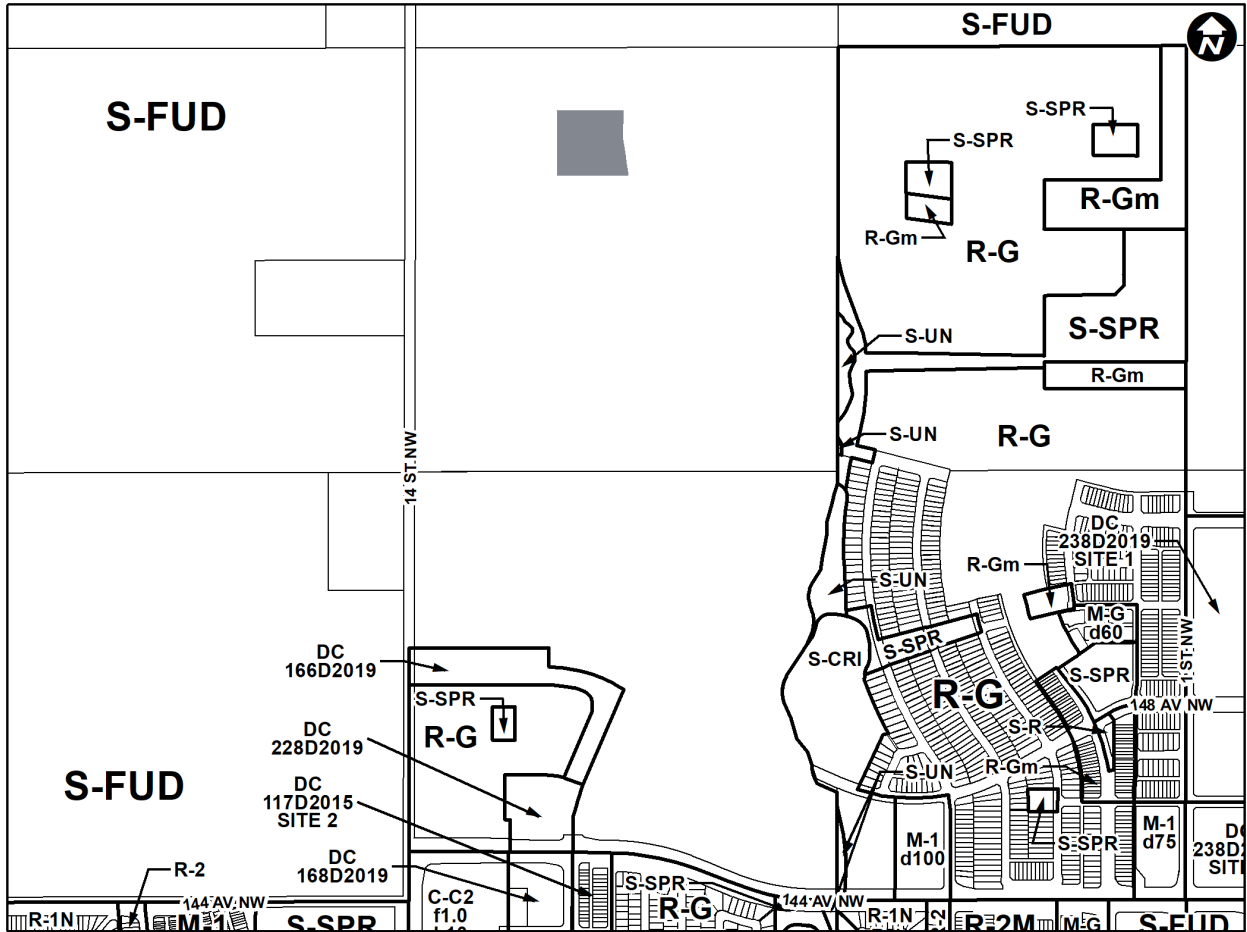 S-FUD
N
S-FUD
S-SPR
S-SPR
R-Gm
R-Gm
R-G
S-SPR
S-UN
R-Gm
S-UN
R-G
14 ST NW
DC
238D2019
SITE 1
R-Gm
S-UN
M-G
d60
S-SPR
S-CRI
DC
166D2019
S-SPR
1 ST NW
S-SPR
R-G
148 AV NW
S-R
R-G
DC
228D2019
S-UN
R-Gm
S-FUD
DC
117D2015
SITE 2
M-1
d100
S-SPR
M-1
d75
DC
168D2019
R-2
S-SPR
144 AV NW
C-C2
f1.0
R-G
144 AV NW
R-1N
M-1
S-SPR
R-1N
R-2M
M-G
S-FUD